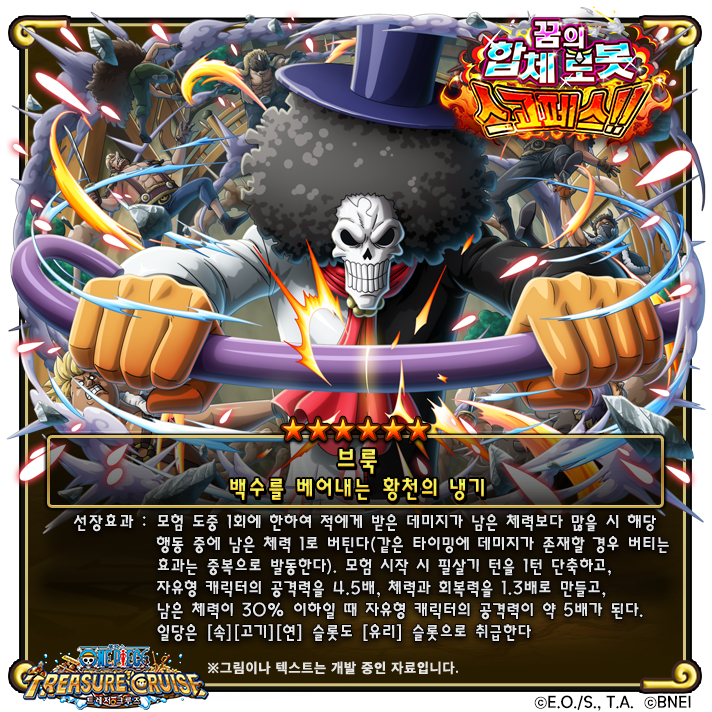 꿈의
합체 로봇
스고페스!!
★★★★★★
브룩
백수를 베어내는 황천의 냉기
선장효과 : 모험 도중 1회에 한하여 적에게 받은 데미지가 남은 체력보다 많을 시 해당
행동 중에 남은 체력 1로 버틴다(같은 타이밍에 데미지가 존재할 경우 버티는
효과는 중복으로 발동한다). 모험 시작 시 필살기 턴을 1턴 단축하고,
자유형 캐릭터의 공격력을 4.5배, 체력과 회복력을 1.3배로 만들고,
남은 체력이 30% 이하일 때 자유형 캐릭터의 공격력이 약 5배가 된다.
일당은 [속][고기][연] 슬롯도 [유리] 슬롯으로 취급한다
※그림이나 텍스트는 개발 중인 자료입니다.
ONE PIECE
TREASURE CRUISE
트레저 크루즈
©E.O./S., T.A. ©BNEI